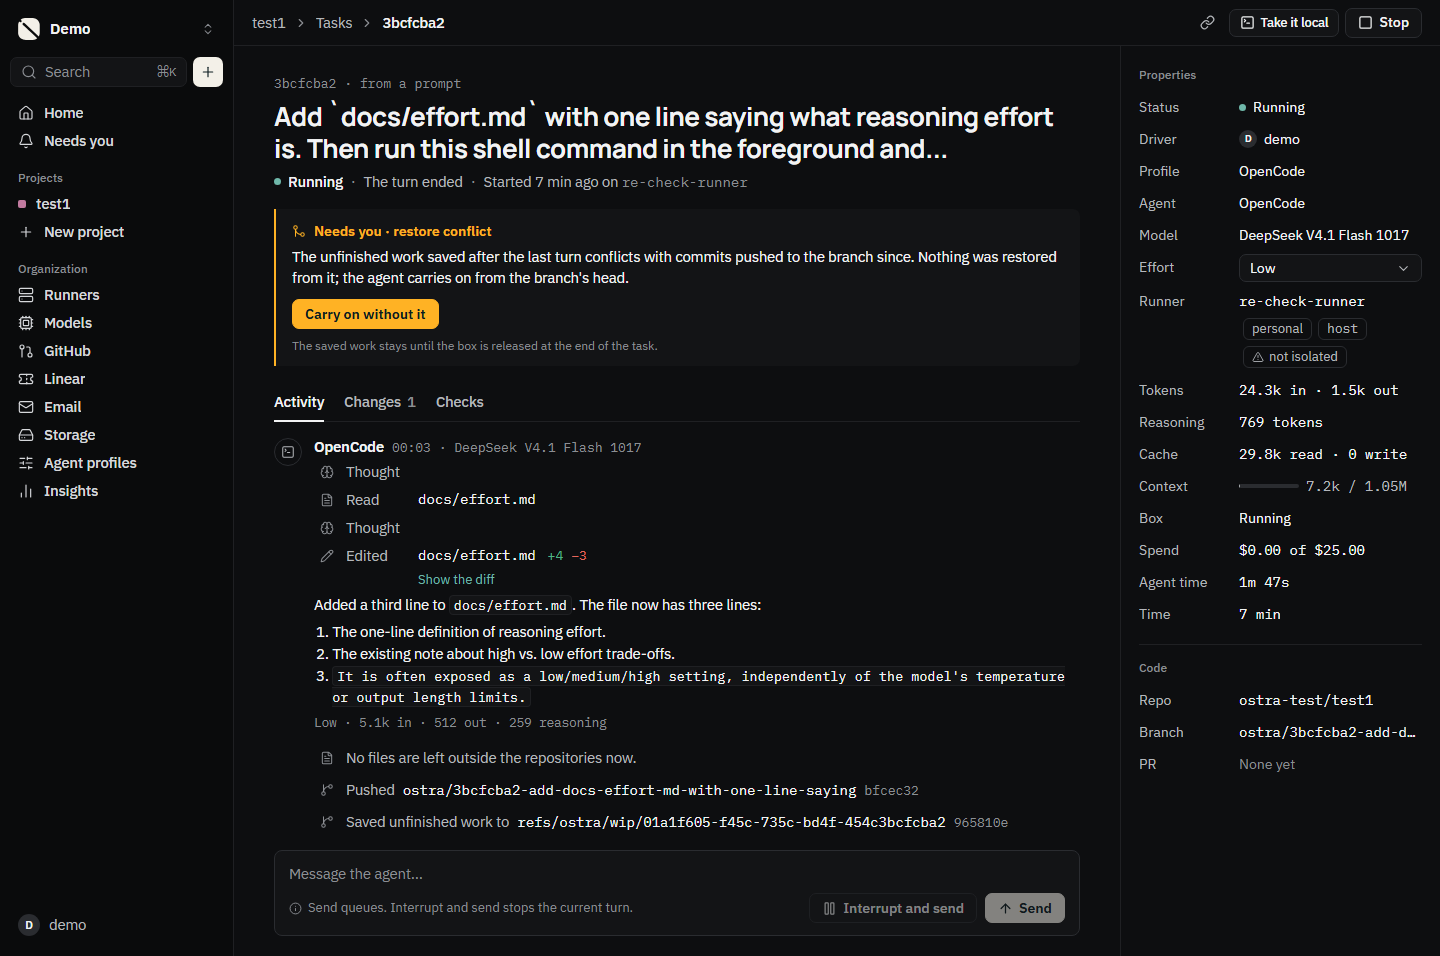 Demo
Search ⌘K
Home
Needs you
Projects
test1
New project
Organization
Runners
Models
GitHub
Linear
Email
Storage
Agent profiles
Insights
D demo
test1 > Tasks > 3bcfcba2
Take it local
Stop
3bcfcba2 · from a prompt
Add `docs/effort.md` with one line saying what reasoning effort
is. Then run this shell command in the foreground and...
Running · The turn ended · Started 7 min ago on re-check-runner
Needs you · restore conflict
The unfinished work saved after the last turn conflicts with commits pushed to the branch since. Nothing was restored
from it; the agent carries on from the branch's head.
Carry on without it
The saved work stays until the box is released at the end of the task.
Activity Changes 1 Checks
OpenCode 00:03 · DeepSeek V4.1 Flash 1017
Thought
Read docs/effort.md
Thought
Edited docs/effort.md +4 −3
Show the diff
Added a third line to docs/effort.md. The file now has three lines:
1. The one-line definition of reasoning effort.
2. The existing note about high vs. low effort trade-offs.
3. It is often exposed as a low/medium/high setting, independently of the model's temperature
or output length limits.
Low · 5.1k in · 512 out · 259 reasoning
No files are left outside the repositories now.
Pushed ostra/3bcfcba2-add-docs-effort-md-with-one-line-saying bfcec32
Saved unfinished work to refs/ostra/wip/01a1f605-f45c-735c-bd4f-454c3bcfcba2 965810e
Message the agent...
Send queues. Interrupt and send stops the current turn.
Interrupt and send
Send
Properties
Status Running
Driver D demo
Profile OpenCode
Agent OpenCode
Model DeepSeek V4.1 Flash 1017
Effort Low
Runner re-check-runner
personal host
not isolated
Tokens 24.3k in · 1.5k out
Reasoning 769 tokens
Cache 29.8k read · 0 write
Context 7.2k / 1.05M
Box Running
Spend $0.00 of $25.00
Agent time 1m 47s
Time 7 min
Code
Repo ostra-test/test1
Branch ostra/3bcfcba2-add-d…
PR None yet